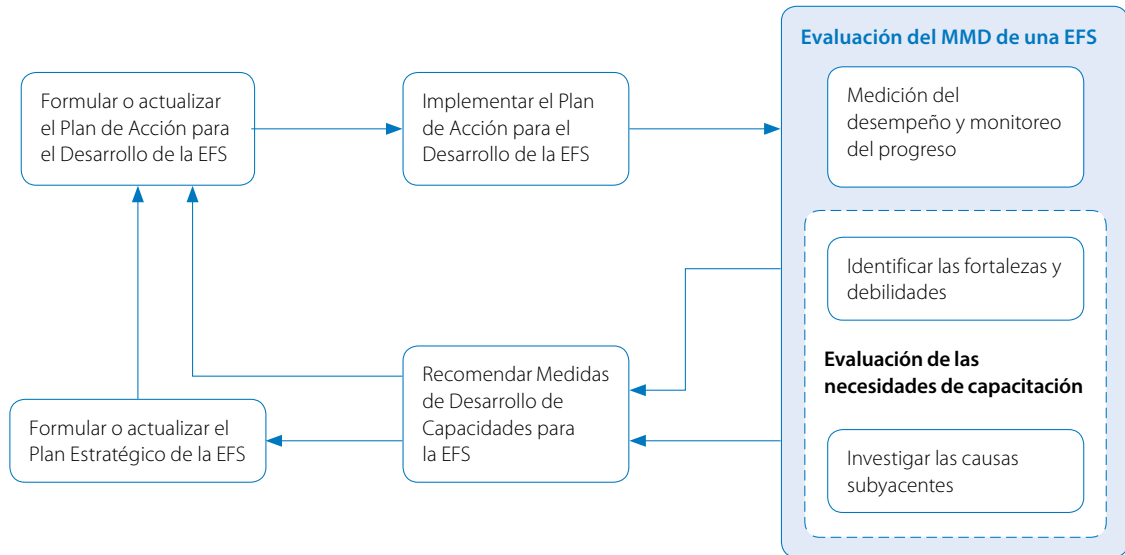 Evaluación del MMD de una EFS
Formular o actualizar
el Plan de Acción para
el Desarrollo de la EFS
Implementar el Plan
de Acción para el
Desarrollo de la EFS
Medición del
desempeño y monitoreo
del progreso
Identificar las fortalezas y
debilidades
Evaluación de las
necesidades de capacitación
Investigar las causas
subyacentes
Recomendar Medidas
de Desarrollo de
Capacidades para
la EFS
Formular o actualizar el
Plan Estratégico de la EFS